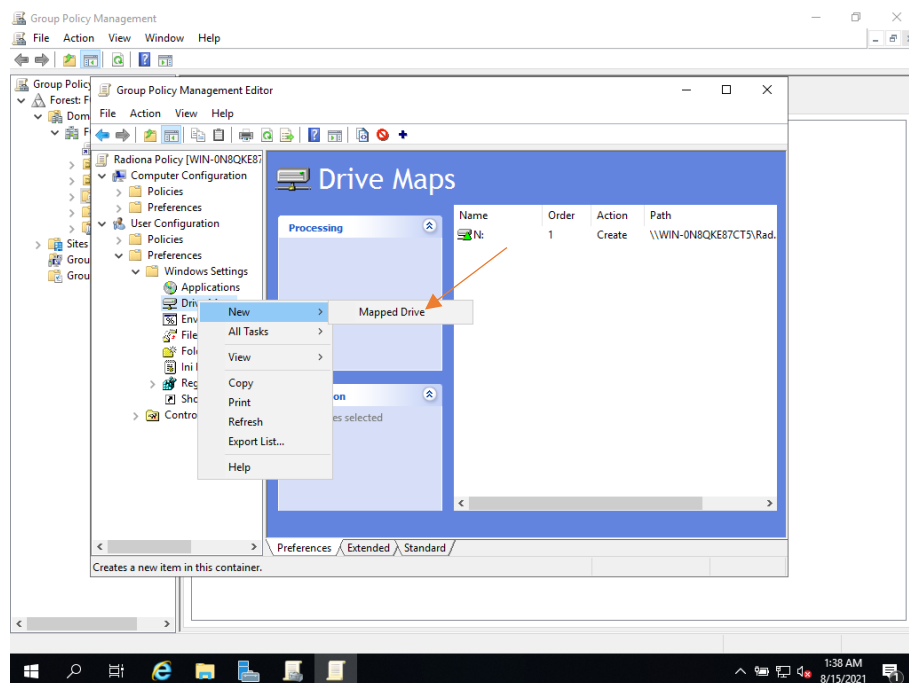 Group Policy Management
File Action View Window Help
Group Policy
Forest: F
Dom
F
Sites
Grou
Grou
Group Policy Management Editor
File Action View Help
Radiona Policy [WIN-0N8QKE87
Computer Configuration
Policies
Preferences
User Configuration
Policies
Preferences
Windows Settings
Applications
Driv
Env
File
Fol
Ini
Reg
Sho
Contro
Drive Maps
Processing
Name Order Action Path
N: 1 Create \\WIN-0N8QKE87CT5\Rad.
New
Mapped Drive
All Tasks
View
Copy
Print
Refresh
Export List...
Help
on
es selected
Preferences Extended Standard
Creates a new item in this container.
1:38 AM
8/15/2021
1